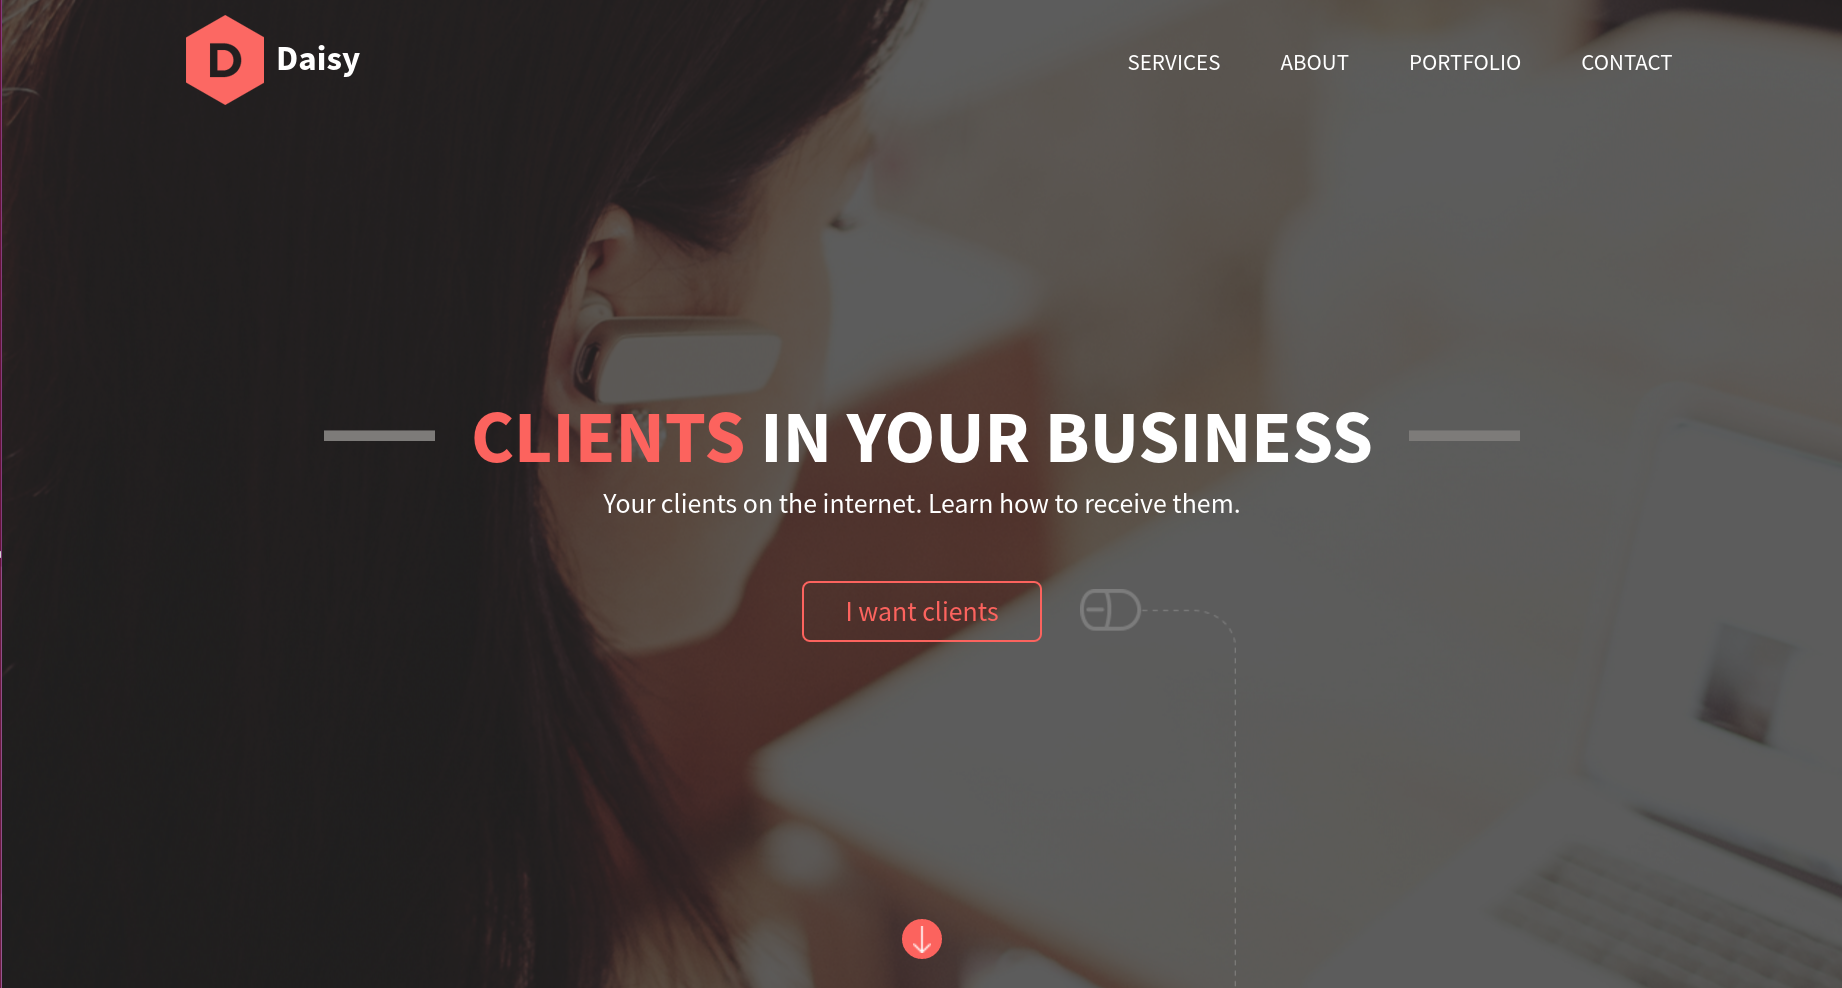 D Daisy
SERVICES ABOUT PORTFOLIO CONTACT
CLIENTS IN YOUR BUSINESS
Your clients on the internet. Learn how to receive them.
I want clients